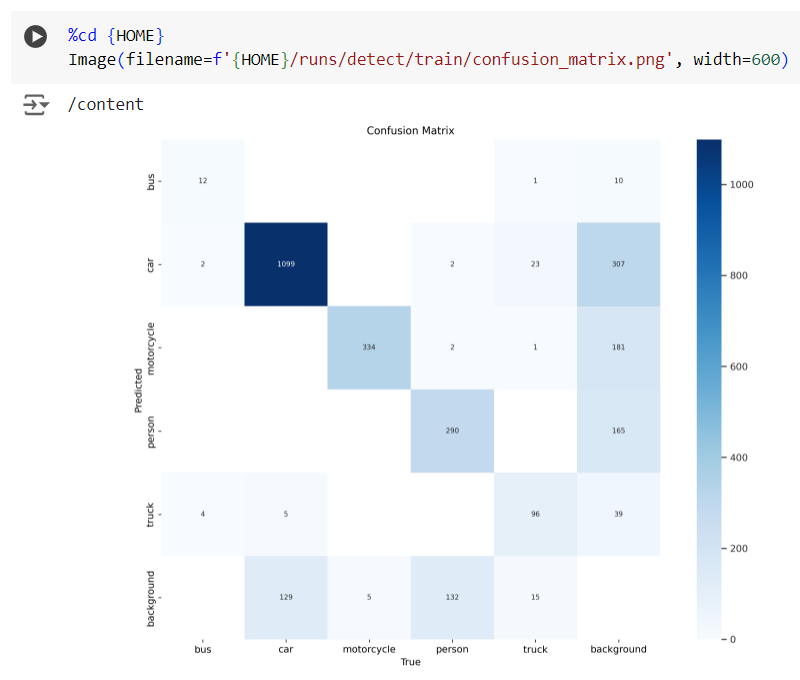 %cd {HOME}
Image(filename=f'{HOME}/runs/detect/train/confusion_matrix.png', width=600)
/content
Confusion Matrix
bus 12 1 10
car 2 1099 2 23 307
motorcycle 334 2 1 181
person 290 165
truck 4 5 96 39
background 129 5 132 15
Predicted
bus car motorcycle person truck background
True
1000
800
600
400
200
0